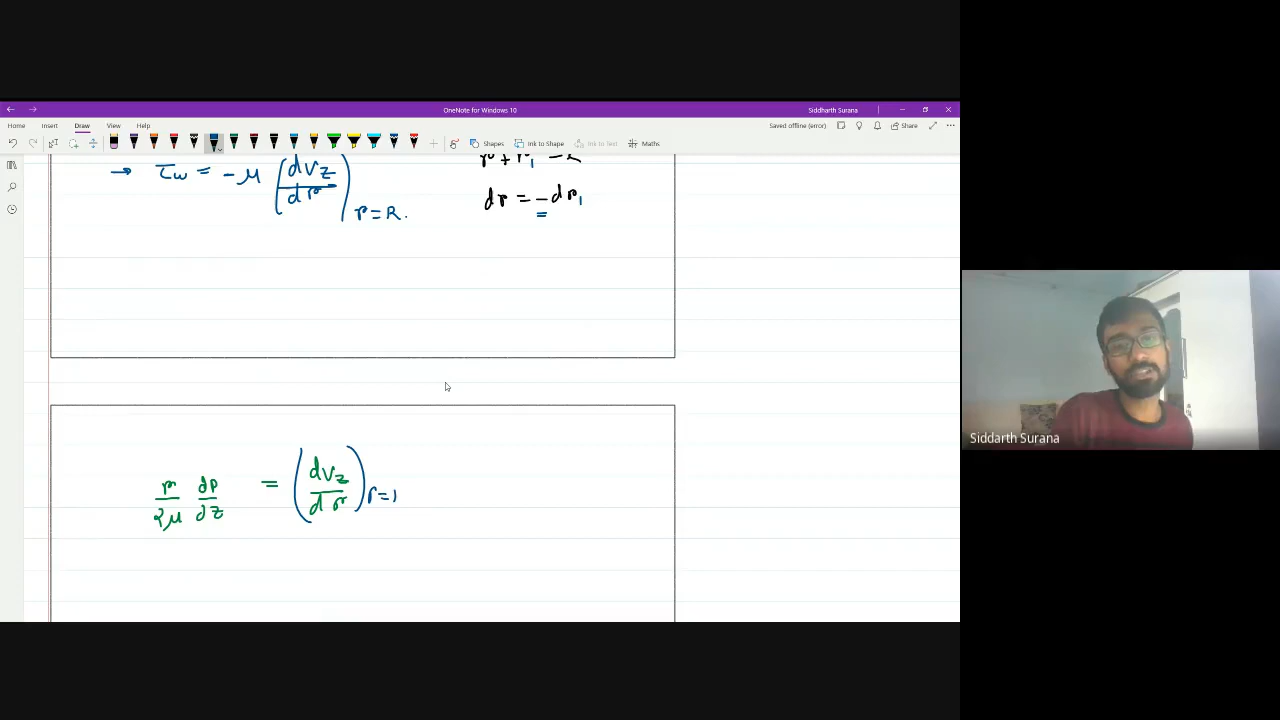 OneNote for Windows 10
Siddharth Surana
Home Insert Draw View Help
Saved offline (error)
Share
Shapes
Ink to Shape
Ink to Text
Maths
→ τw = -μ (dVz/dr) r=R.
dr = -dr₁
r/2μ dP/dz = (dVz/dr) r=1
Siddarth Surana